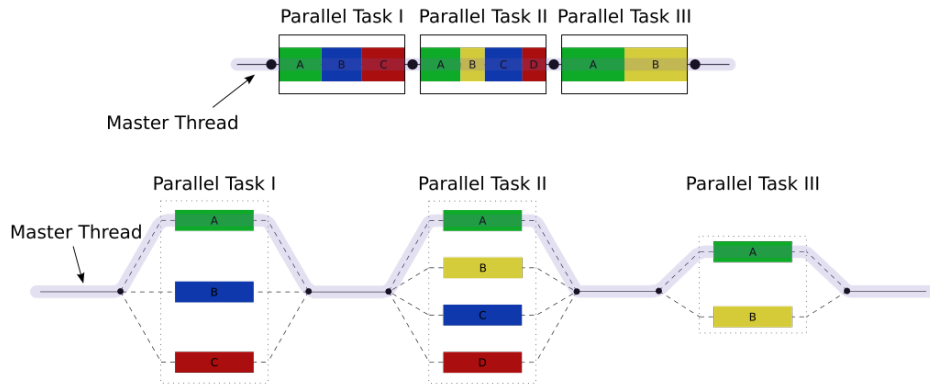 Parallel Task I
Parallel Task II
Parallel Task III
A B C
A B C D
A B
Master Thread
Parallel Task I
Parallel Task II
Parallel Task III
Master Thread
A
B
C
A
B
C
D
A
B